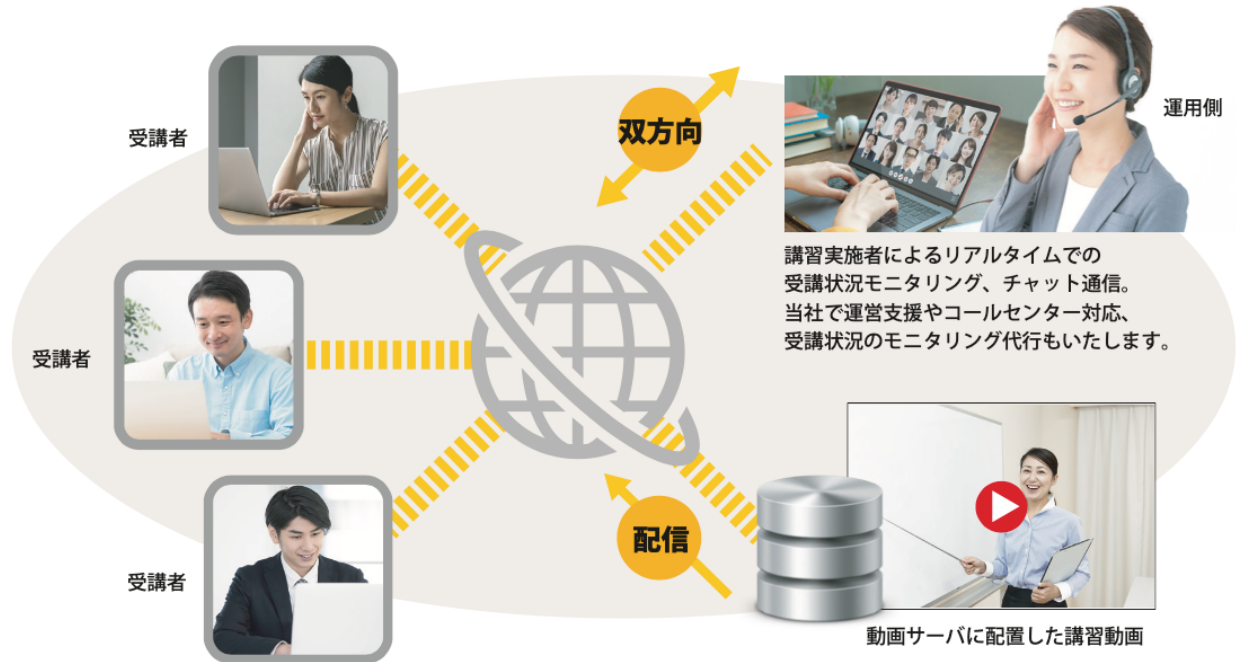 受講者
双方向
運用側
講習実施者によるリアルタイムでの
受講状況モニタリング、チャット通信。
当社で運営支援やコールセンター対応、
受講状況のモニタリング代行もいたします。
受講者
受講者
配信
動画サーバに配置した講習動画